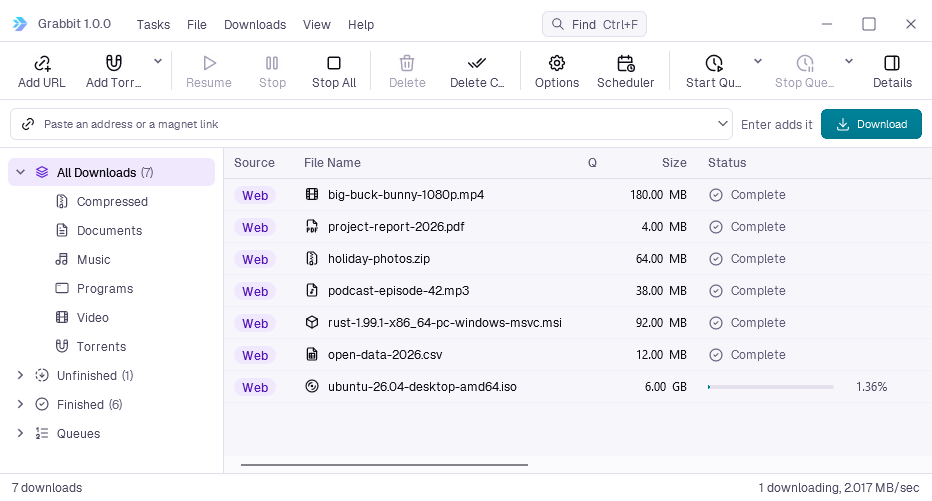 Grabbit 1.0.0 Tasks File Downloads View Help Find Ctrl+F
Add URL Add Torr... Resume Stop Stop All Delete Delete C... Options Scheduler Start Qu... Stop Que... Details
Paste an address or a magnet link Enter adds it Download
All Downloads (7)
Compressed
Documents
Music
Programs
Video
Torrents
Unfinished (1)
Finished (6)
Queues
Source File Name Q Size Status
Web big-buck-bunny-1080p.mp4 180.00 MB Complete
Web project-report-2026.pdf 4.00 MB Complete
Web holiday-photos.zip 64.00 MB Complete
Web podcast-episode-42.mp3 38.00 MB Complete
Web rust-1.99.1-x86_64-pc-windows-msvc.msi 92.00 MB Complete
Web open-data-2026.csv 12.00 MB Complete
Web ubuntu-26.04-desktop-amd64.iso 6.00 GB 1.36%
7 downloads 1 downloading, 2.017 MB/sec